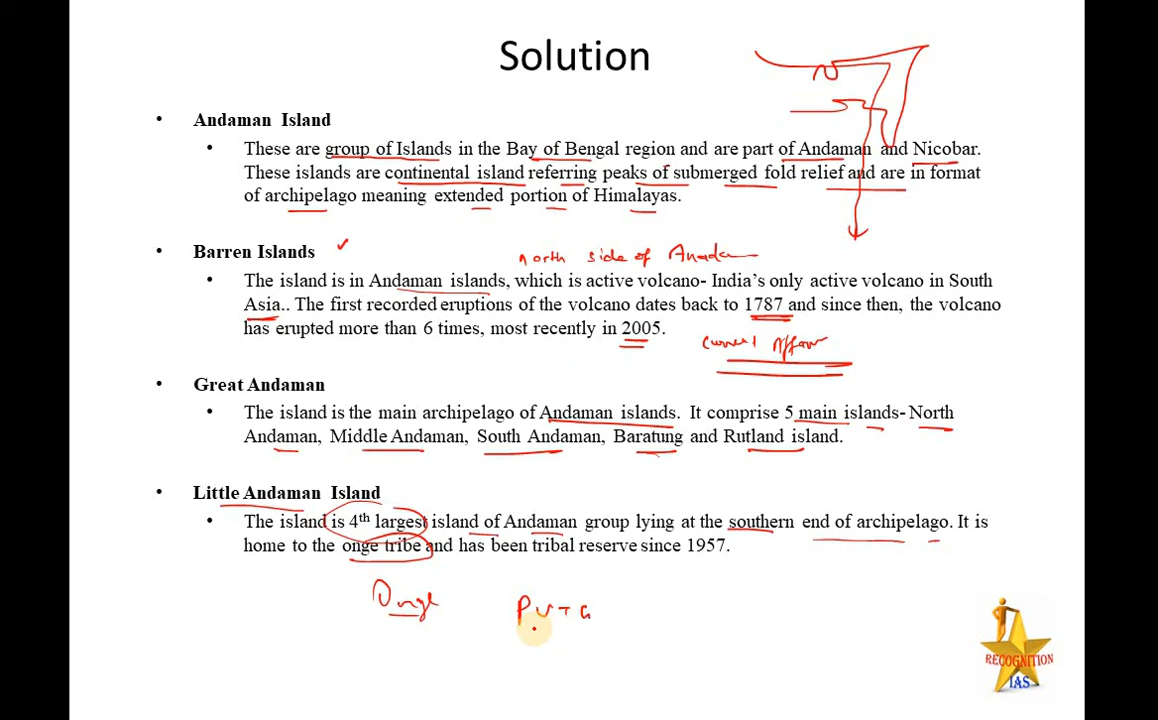 Solution
• Andaman Island
• These are group of Islands in the Bay of Bengal region and are part of Andaman and Nicobar.
These islands are continental island referring peaks of submerged fold relief and are in format
of archipelago meaning extended portion of Himalayas.
• Barren Islands ✓
north side of Anada
• The island is in Andaman islands, which is active volcano- India's only active volcano in South
Asia.. The first recorded eruptions of the volcano dates back to 1787 and since then, the volcano
has erupted more than 6 times, most recently in 2005.
Current Affair
• Great Andaman
• The island is the main archipelago of Andaman islands. It comprise 5 main islands- North
Andaman, Middle Andaman, South Andaman, Baratung and Rutland island.
• Little Andaman Island
• The island is 4th largest island of Andaman group lying at the southern end of archipelago. It is
home to the onge tribe and has been tribal reserve since 1957.
Onge PVTG
RECOGNITION
IAS